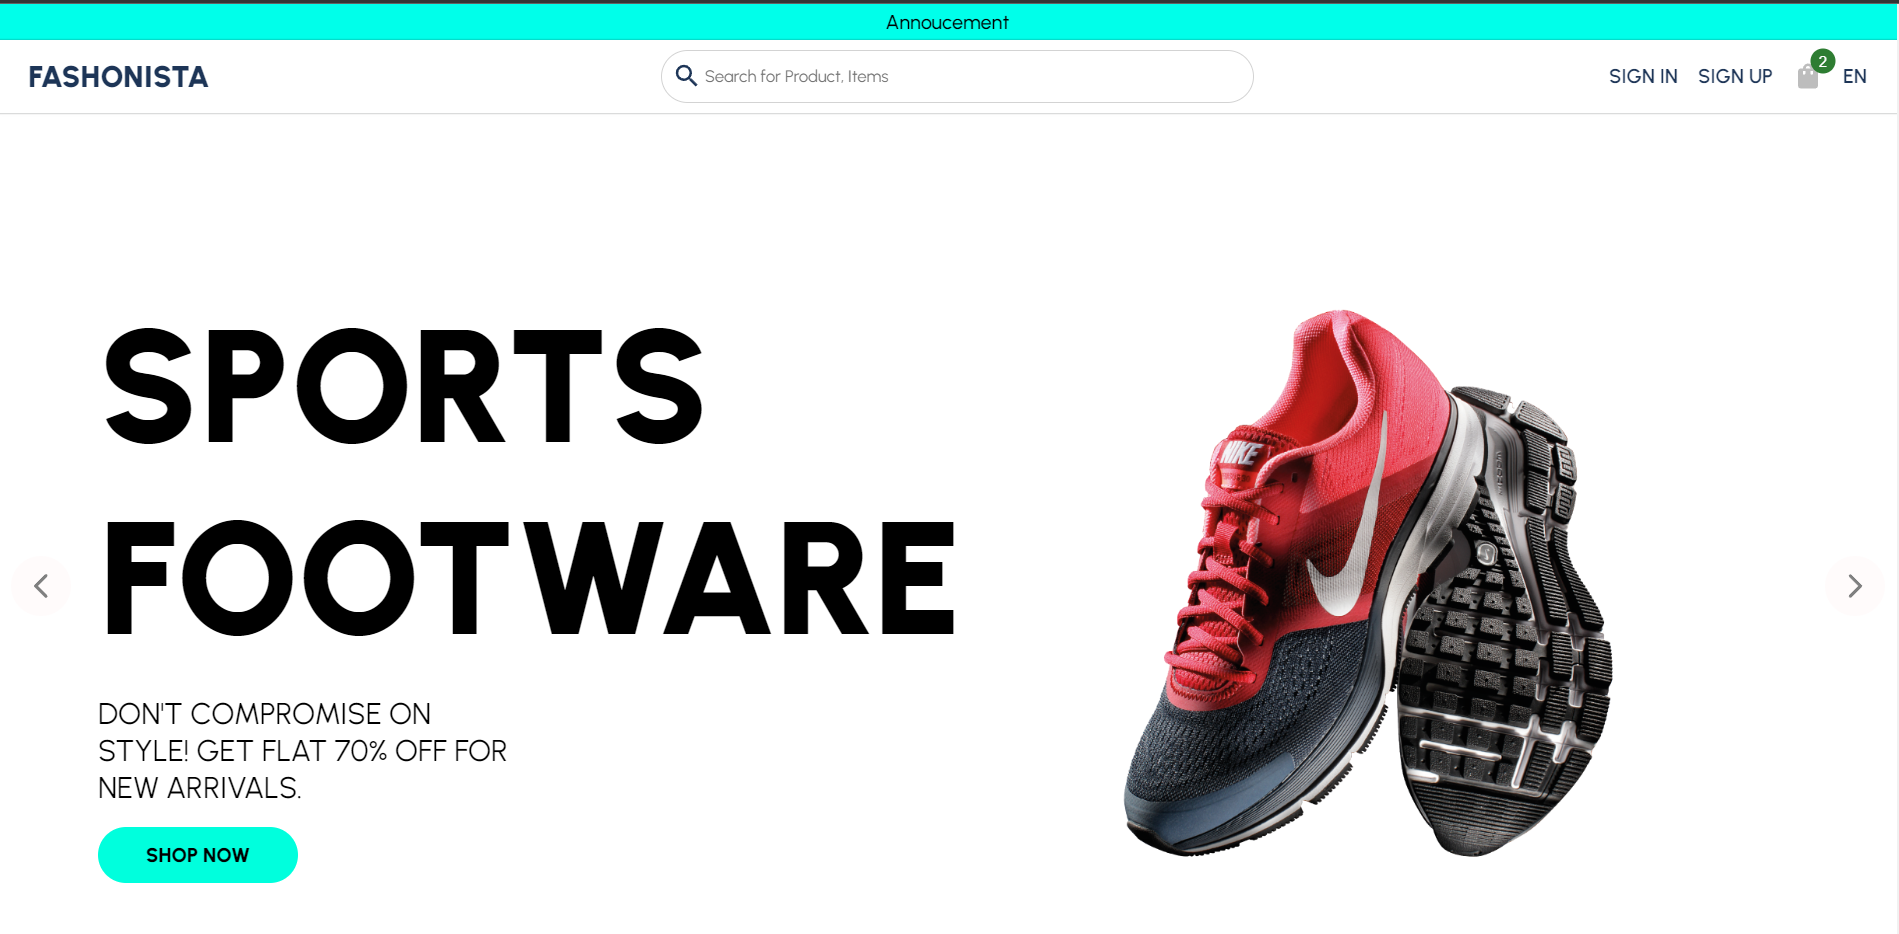 Annoucement
FASHONISTA
Search for Product, Items
SIGN IN
SIGN UP
2
EN
SPORTS
FOOTWARE
NIKE
DON'T COMPROMISE ON
STYLE! GET FLAT 70% OFF FOR
NEW ARRIVALS.
SHOP NOW